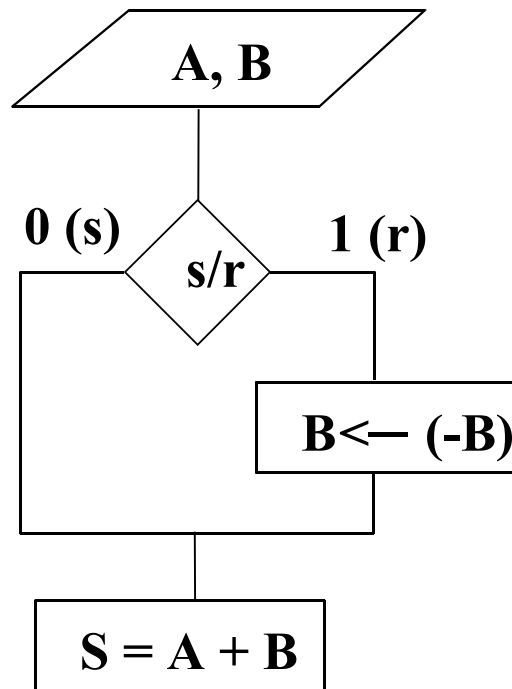 A, B
0 (s)
1 (r)
s/r
B<— (-B)
S = A + B